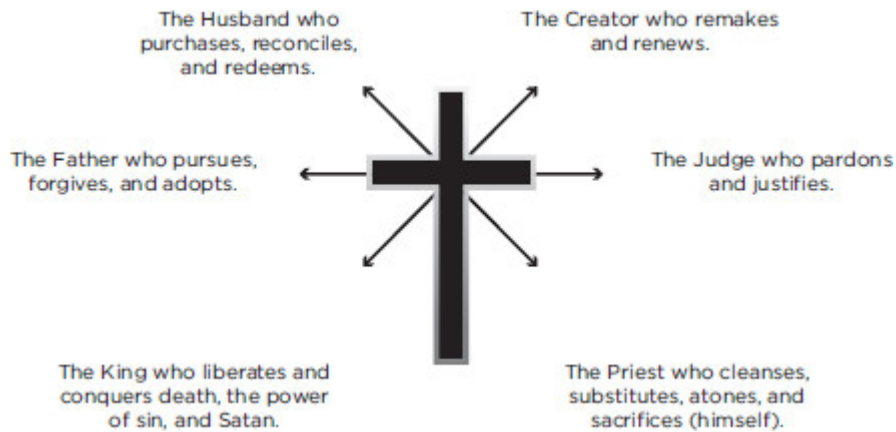 The Husband who
purchases, reconciles,
and redeems.
The Creator who remakes
and renews.
The Father who pursues,
forgives, and adopts.
The Judge who pardons
and justifies.
The King who liberates and
conquers death, the power
of sin, and Satan.
The Priest who cleanses,
substitutes, atones, and
sacrifices (himself).